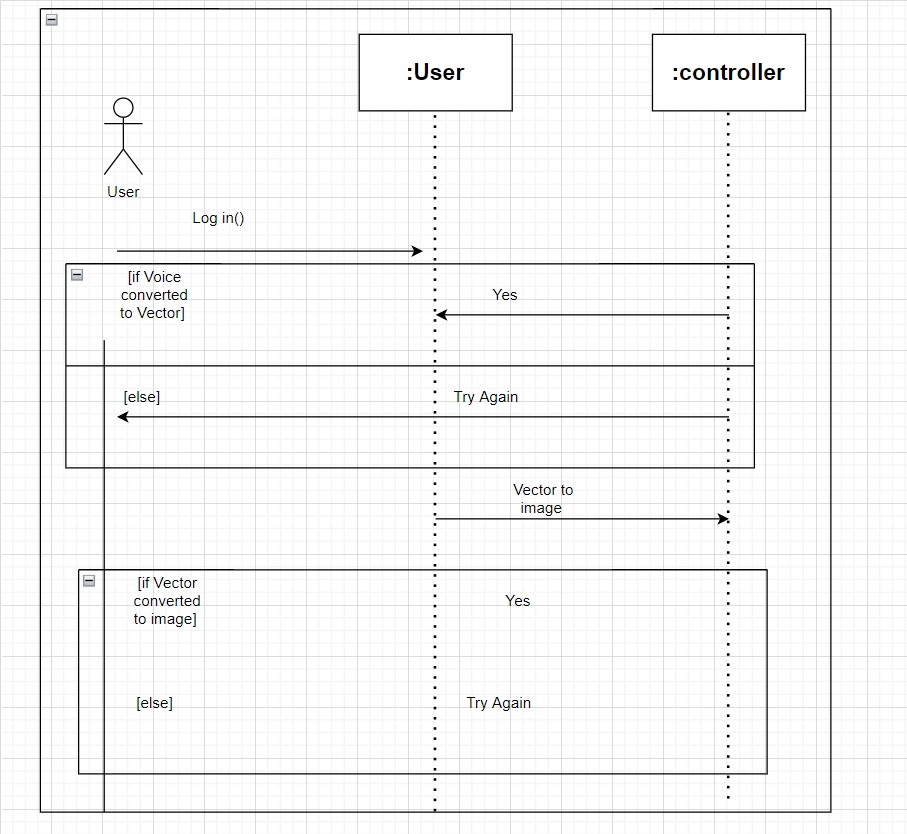 :User
:controller
User
Log in()
[if Voice
converted
to Vector]
Yes
[else]
Try Again
Vector to
image
[if Vector
converted
to image]
Yes
[else]
Try Again